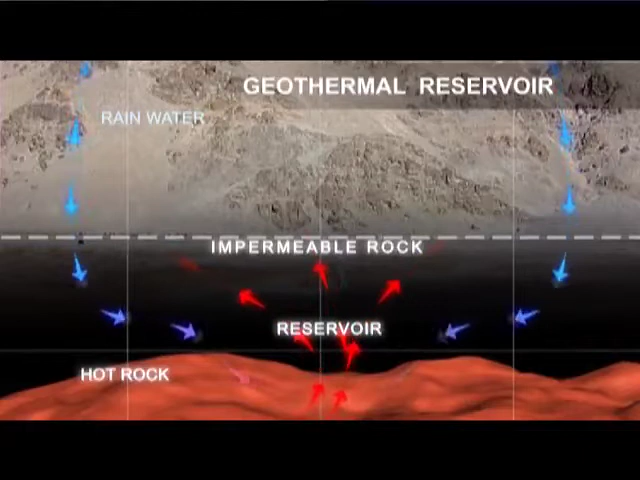 GEOTHERMAL RESERVOIR
RAIN WATER
IMPERMEABLE ROCK
RESERVOIR
HOT ROCK